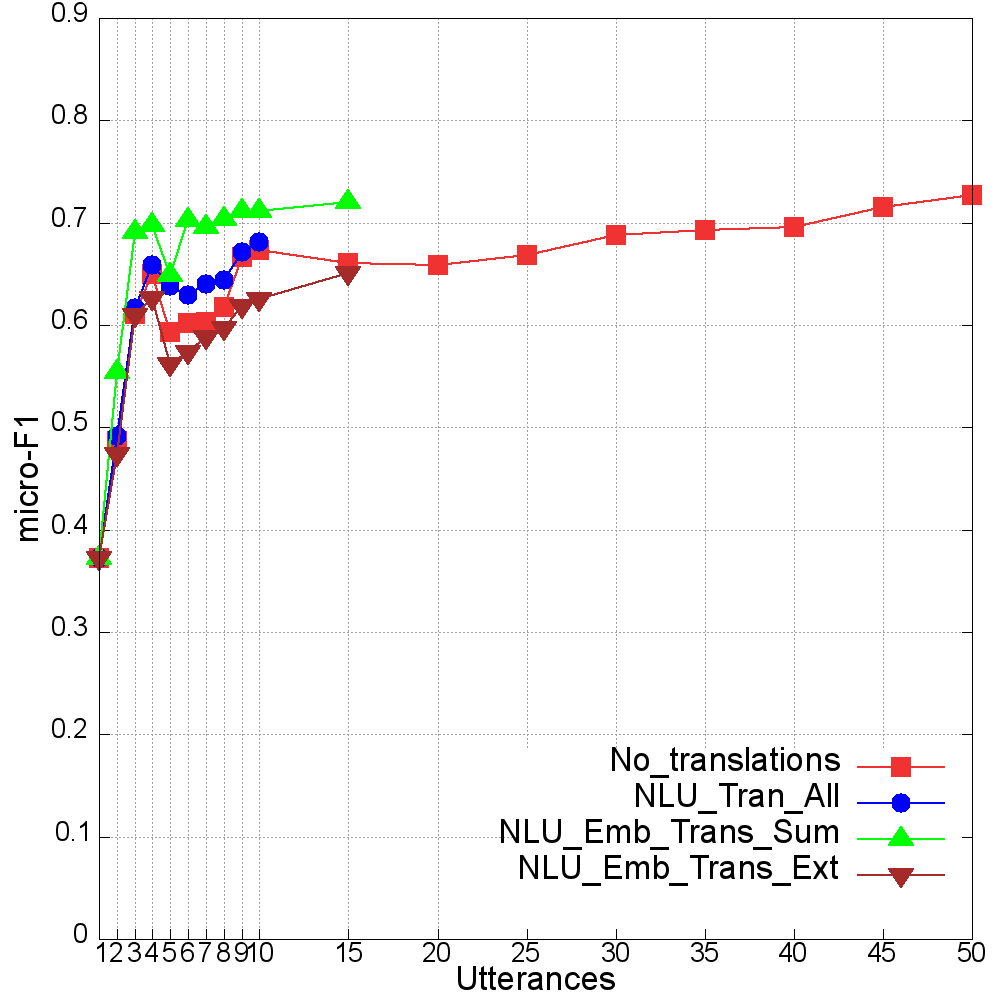 0.9
0.8
0.7
0.6
0.5
0.4
0.3
0.2
0.1
0
micro-F1
No_translations
NLU_Tran_All
NLU_Emb_Trans_Sum
NLU_Emb_Trans_Ext
1 2 3 4 5 6 7 8 9 10 15 20 25 30 35 40 45 50
Utterances